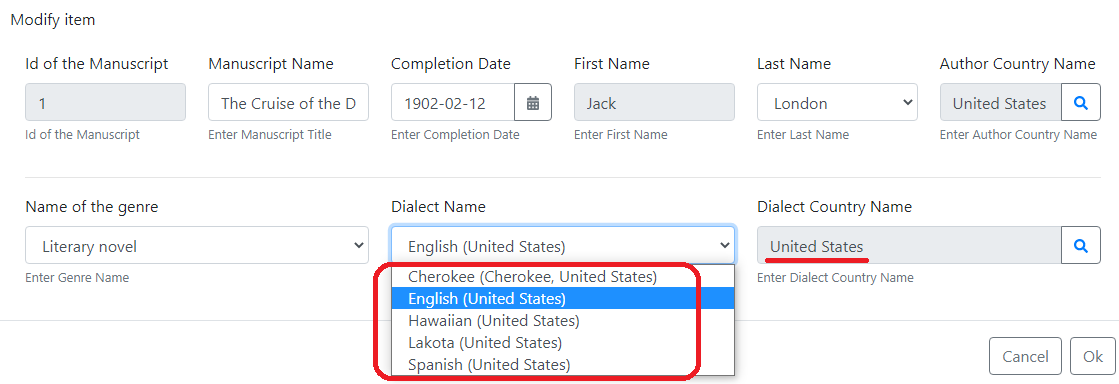 Modify item
Id of the Manuscript Manuscript Name Completion Date First Name Last Name Author Country Name
1 The Cruise of the D 1902-02-12 Jack London United States
Id of the Manuscript Enter Manuscript Title Enter Completion Date Enter First Name Enter Last Name Enter Author Country Name
Name of the genre Dialect Name Dialect Country Name
Literary novel English (United States) United States
Enter Genre Name Enter Dialect Country Name
Cherokee (Cherokee, United States)
English (United States)
Hawaiian (United States)
Lakota (United States)
Spanish (United States)
Cancel Ok